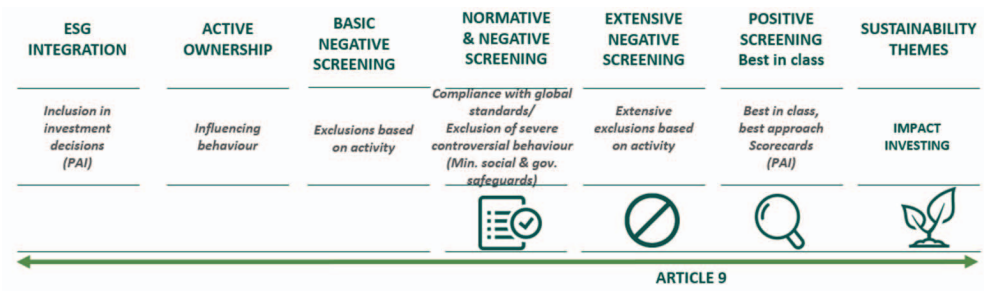 ESG
INTEGRATION
ACTIVE
OWNERSHIP
BASIC
NEGATIVE
SCREENING
NORMATIVE
& NEGATIVE
SCREENING
EXTENSIVE
NEGATIVE
SCREENING
POSITIVE
SCREENING
Best in class
SUSTAINABILITY
THEMES
Inclusion in
investment
decisions
(PAI)
Influencing
behaviour
Exclusions based
on activity
Compliance with global
standards/
Exclusion of severe
controversial behaviour
(Min. social & gov.
safeguards)
Extensive
exclusions based
on activity
Best in class,
best approach
Scorecards
(PAI)
IMPACT
INVESTING
ARTICLE 9